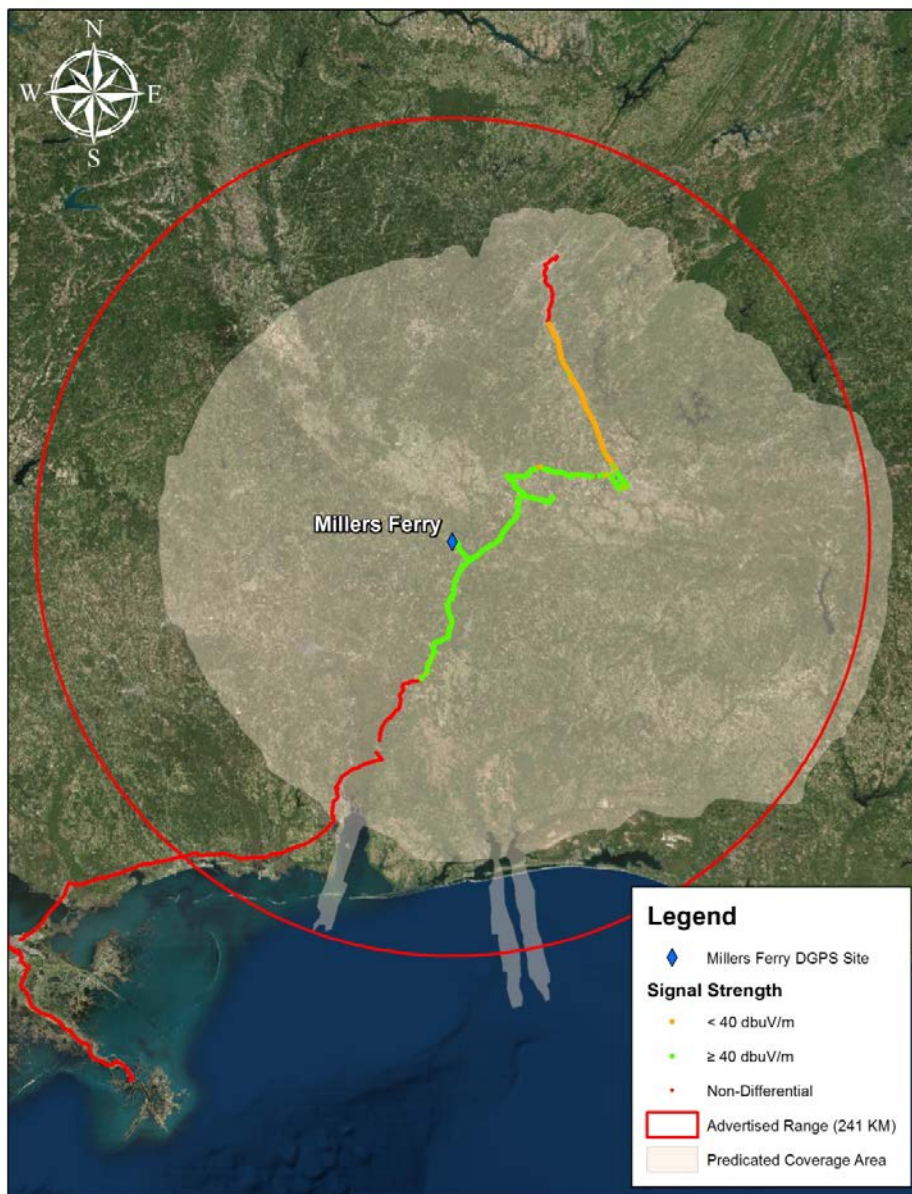 N
W E
S
Millers Ferry
Legend
Millers Ferry DGPS Site
Signal Strength
< 40 dbuV/m
≥ 40 dbuV/m
Non-Differential
Advertised Range (241 KM)
Predicated Coverage Area